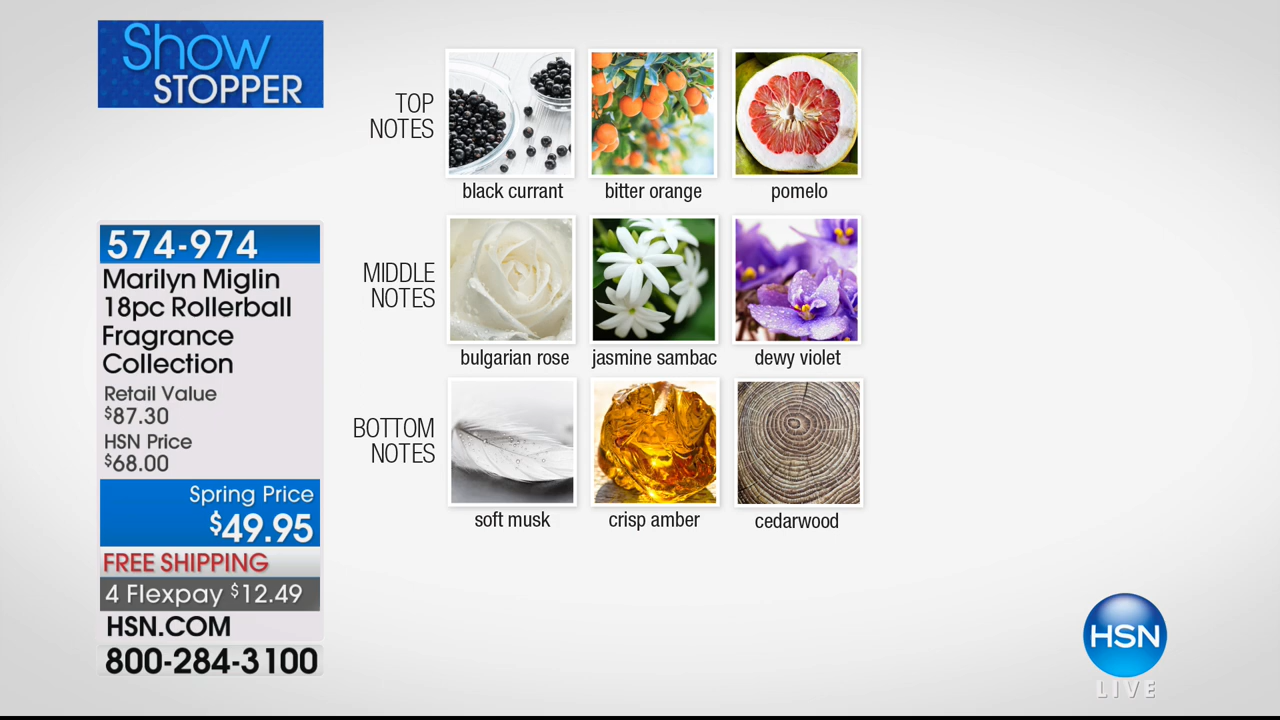 Show
STOPPER
574-974
Marilyn Miglin
18pc Rollerball
Fragrance
Collection
Retail Value
$87.30
HSN Price
$68.00
Spring Price
$49.95
FREE SHIPPING
4 Flexpay $12.49
HSN.COM
800-284-3100
TOP
NOTES
black currant bitter orange pomelo
MIDDLE
NOTES
bulgarian rose jasmine sambac dewy violet
BOTTOM
NOTES
soft musk crisp amber cedarwood
HSN
LIVE